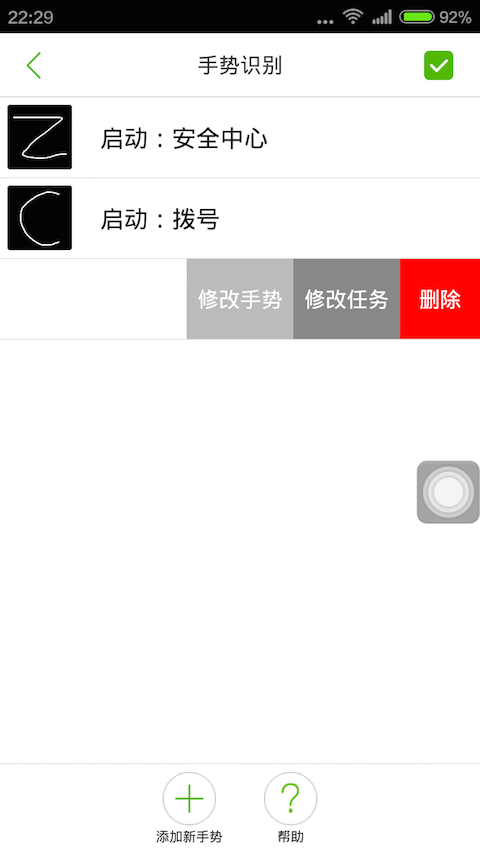 22:29 ... 92%
手势识别
启动：安全中心
启动：拨号
修改手势 修改任务 删除
添加新手势 帮助